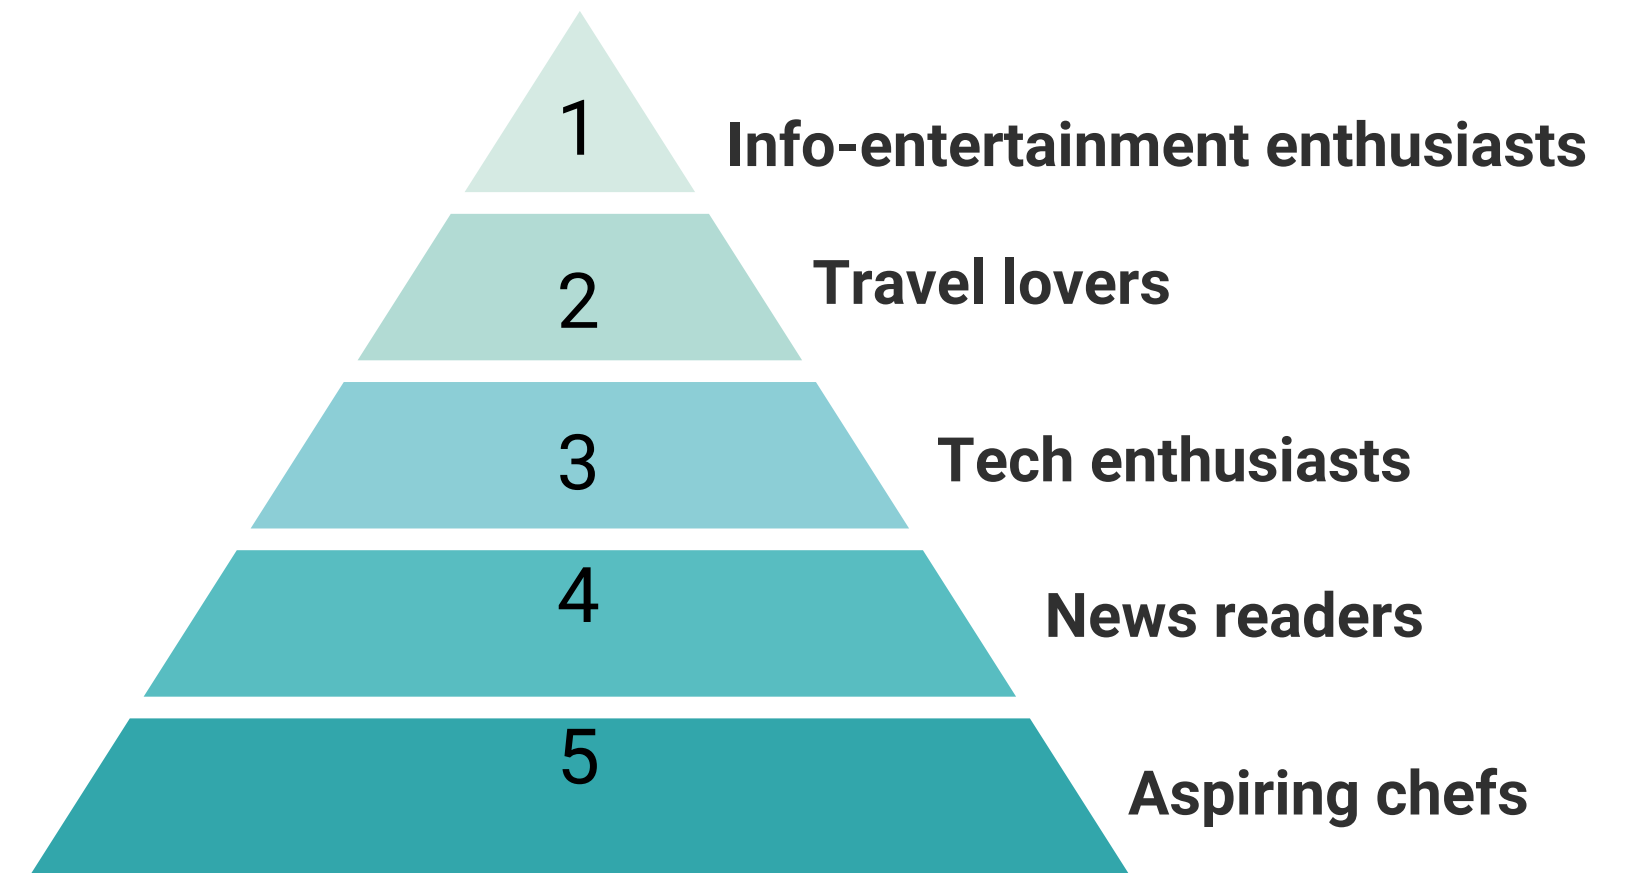 1
Info-entertainment enthusiasts
2
Travel lovers
3
Tech enthusiasts
4
News readers
5
Aspiring chefs